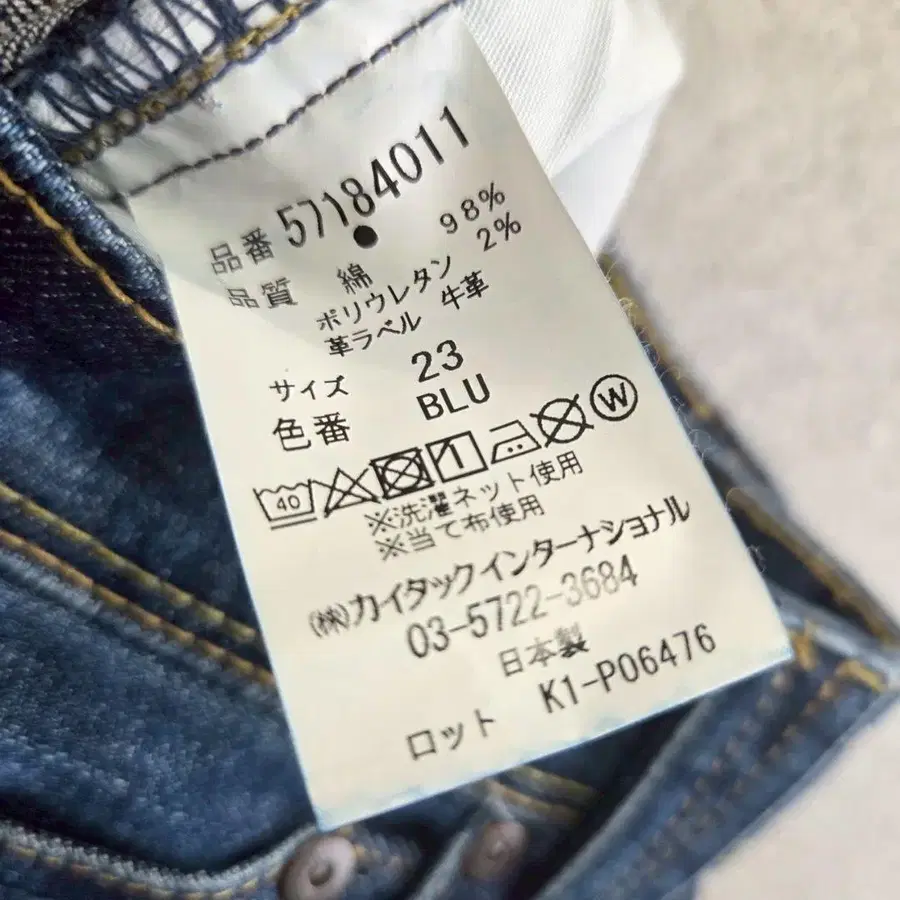 品番 57184011
品質 綿 98%
ポリウレタン 2%
革ラベル 牛革
サイズ 23
色番 BLU
40 W
※洗濯ネット使用
※当て布使用
㈱カイタックインターナショナル
03-5722-3684
日本製
ロット K1-P06476